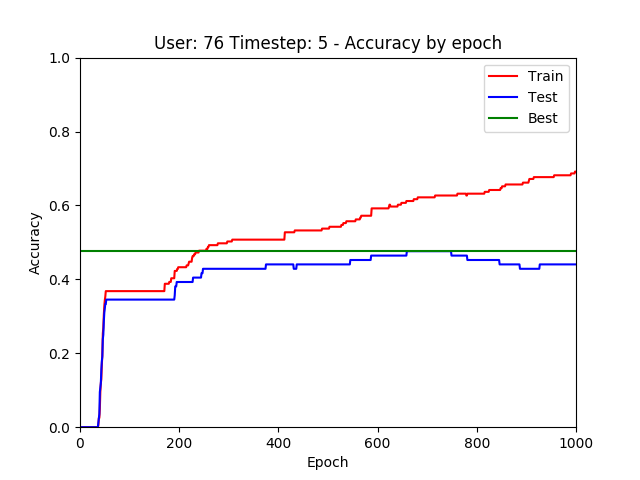 User: 76 Timestep: 5 - Accuracy by epoch
1.0
0.8
0.6
0.4
0.2
0.0
Accuracy
Train
Test
Best
0 200 400 600 800 1000
Epoch